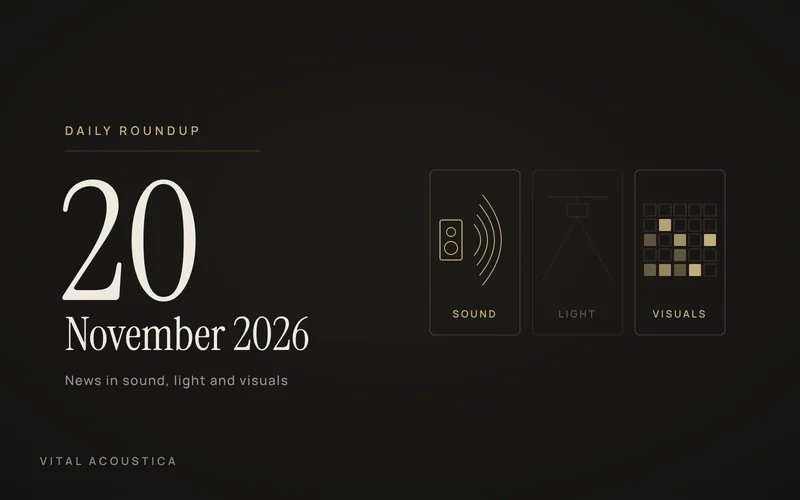 DAILY ROUNDUP
20
November 2026
News in sound, light and visuals
SOUND
LIGHT
VISUALS
VITAL ACOUSTICA